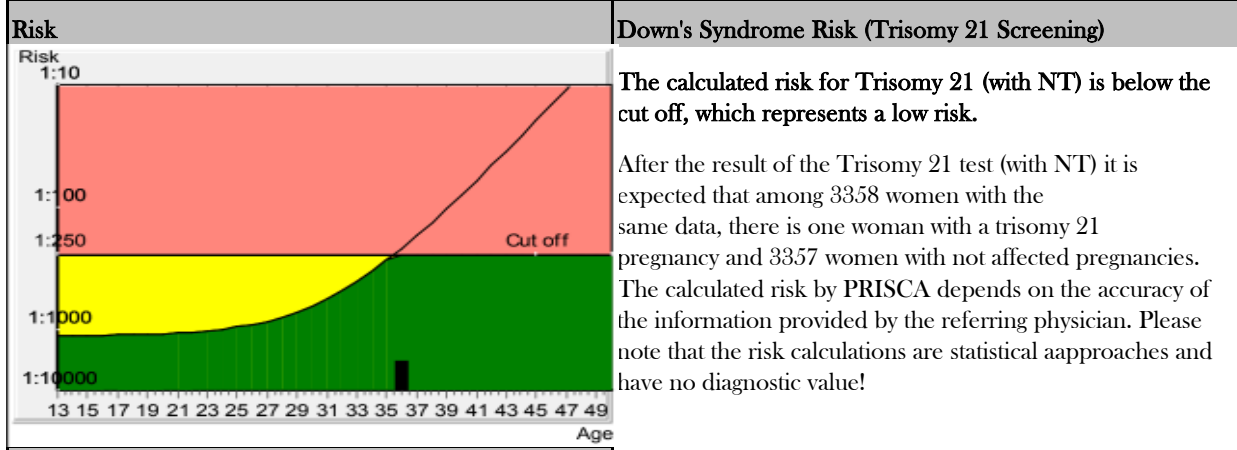 Risk
Down's Syndrome Risk (Trisomy 21 Screening)
Risk
1:10
1:100
1:250
Cut off
1:1000
1:10000
13 15 17 19 21 23 25 27 29 31 33 35 37 39 41 43 45 47 49
Age
The calculated risk for Trisomy 21 (with NT) is below the
cut off, which represents a low risk.
After the result of the Trisomy 21 test (with NT) it is
expected that among 3358 women with the
same data, there is one woman with a trisomy 21
pregnancy and 3357 women with not affected pregnancies.
The calculated risk by PRISCA depends on the accuracy of
the information provided by the referring physician. Please
note that the risk calculations are statistical aapproaches and
have no diagnostic value!